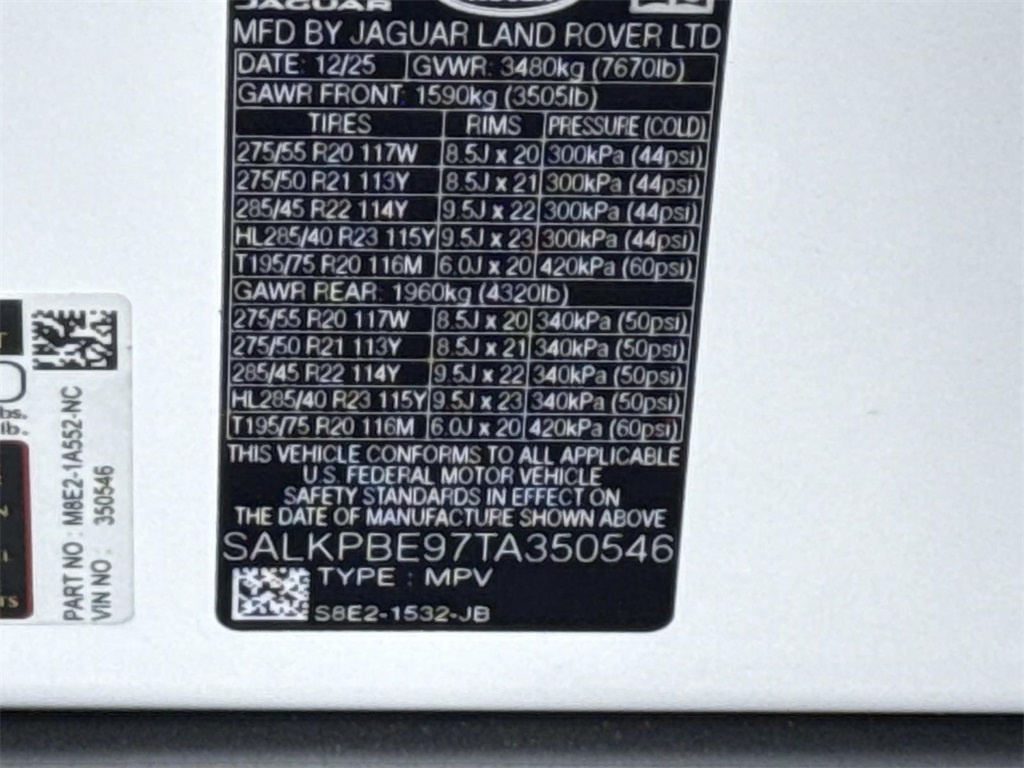 JAGUAR
MFD BY JAGUAR LAND ROVER LTD
DATE: 12/25 GVWR: 3480kg (7670lb)
GAWR FRONT: 1590kg (3505lb)
TIRES RIMS PRESSURE (COLD)
275/55 R20 117W 8.5J x 20 300kPa (44psi)
275/50 R21 113Y 8.5J x 21 300kPa (44psi)
285/45 R22 114Y 9.5J x 22 300kPa (44psi)
HL285/40 R23 115Y 9.5J x 23 300kPa (44psi)
T195/75 R20 116M 6.0J x 20 420kPa (60psi)
GAWR REAR: 1960kg (4320lb)
275/55 R20 117W 8.5J x 20 340kPa (50psi)
275/50 R21 113Y 8.5J x 21 340kPa (50psi)
285/45 R22 114Y 9.5J x 22 340kPa (50psi)
HL285/40 R23 115Y 9.5J x 23 340kPa (50psi)
T195/75 R20 116M 6.0J x 20 420kPa (60psi)
THIS VEHICLE CONFORMS TO ALL APPLICABLE
U.S. FEDERAL MOTOR VEHICLE
SAFETY STANDARDS IN EFFECT ON
THE DATE OF MANUFACTURE SHOWN ABOVE
SALKPBE97TA350546
TYPE : MPV
S8E2-1532-JB
PART NO : M8E2-1A552-NC
VIN NO : 350546
lb.